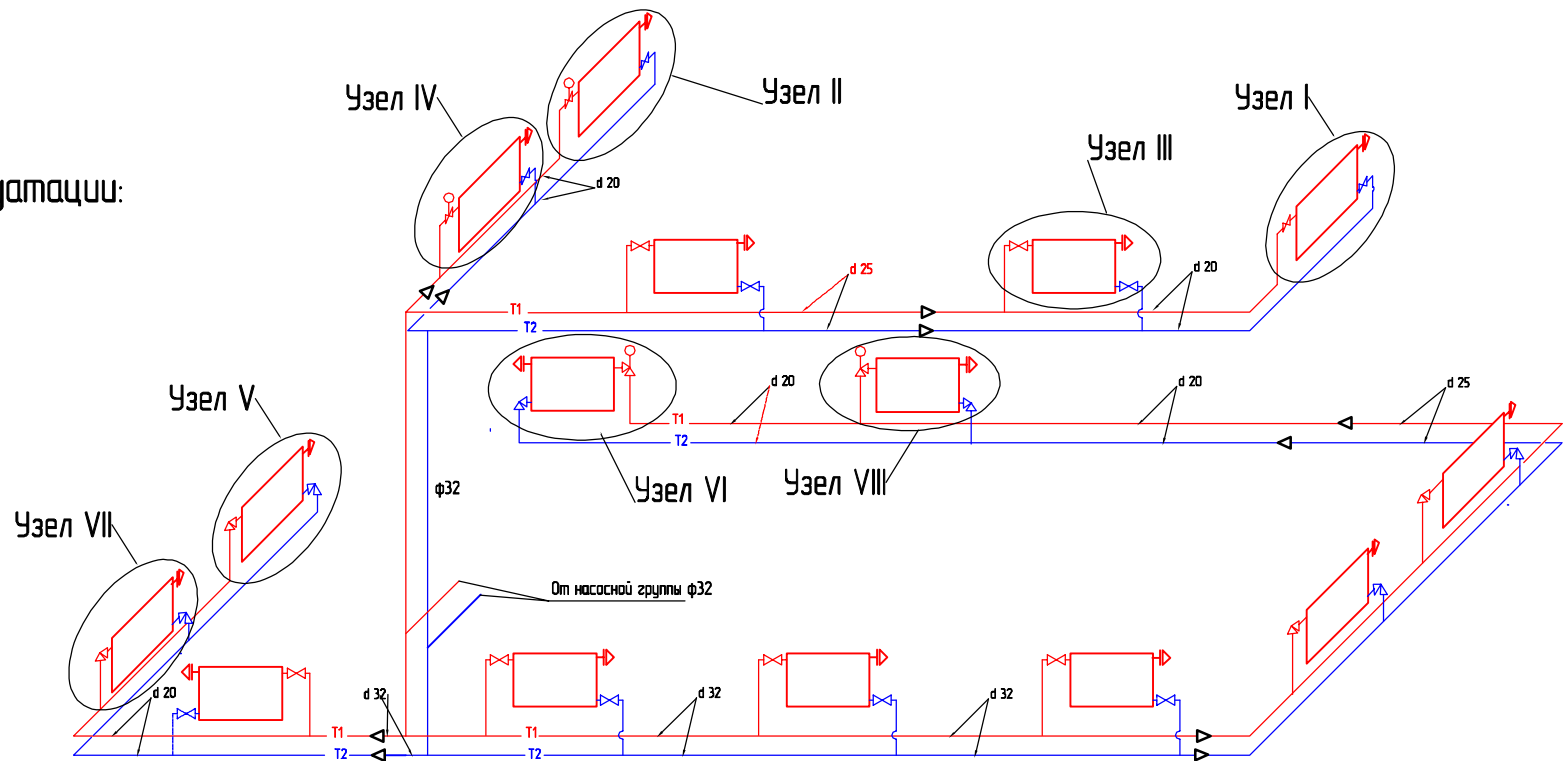 Узел II
Узел IV
Узел I
Узел III
уатации:
d 20
d 25
d 20
T1
T2
d 20
d 20
d 25
Узел V
T1
T2
Узел VI
Узел VIII
ф32
Узел VII
От насосной группы ф32
d 20
d 32
d 32
d 32
T1
T1
T2
T2